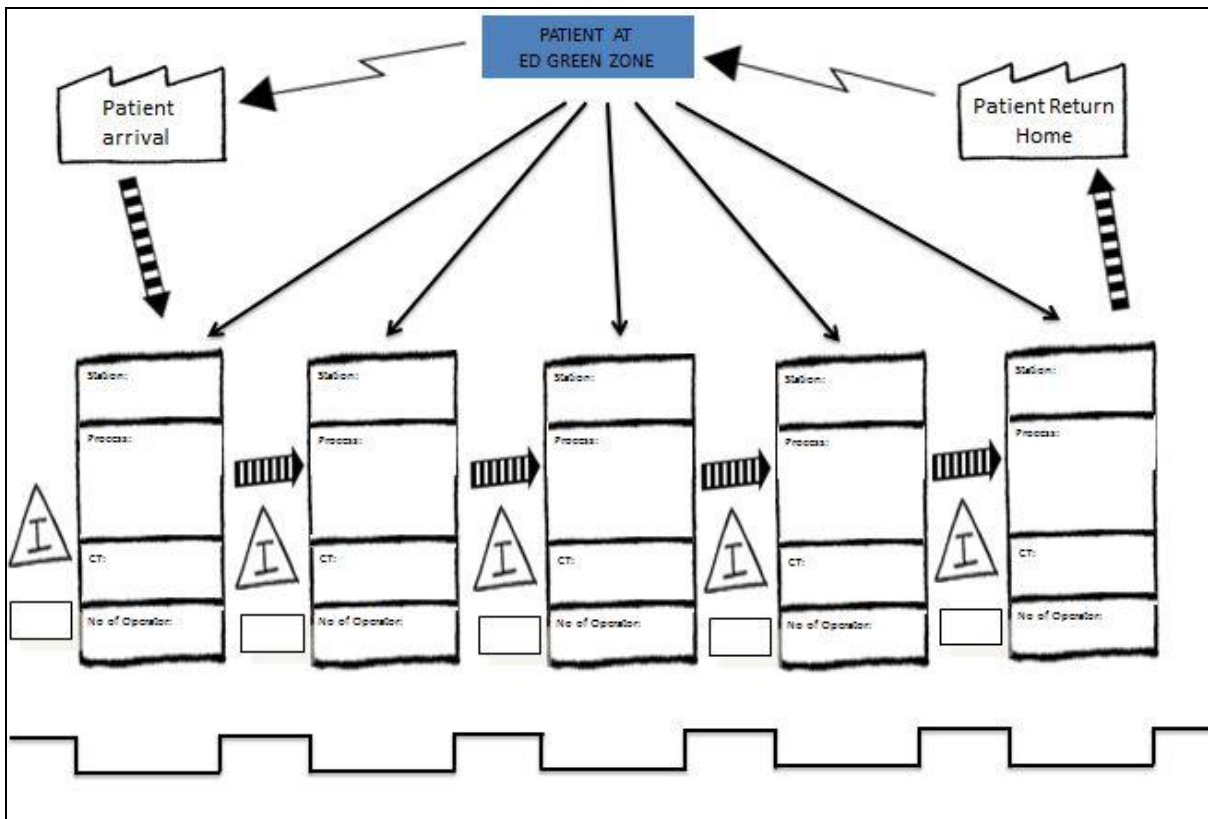 PATIENT AT
ED GREEN ZONE
Patient
arrival
Patient Return
Home
Station:
Process:
CT:
No of Operator:
I
Station:
Process:
CT:
No of Operator:
I
Station:
Process:
CT:
No of Operator:
I
Station:
Process:
CT:
No of Operator:
I
Station:
Process:
CT:
No of Operator:
I